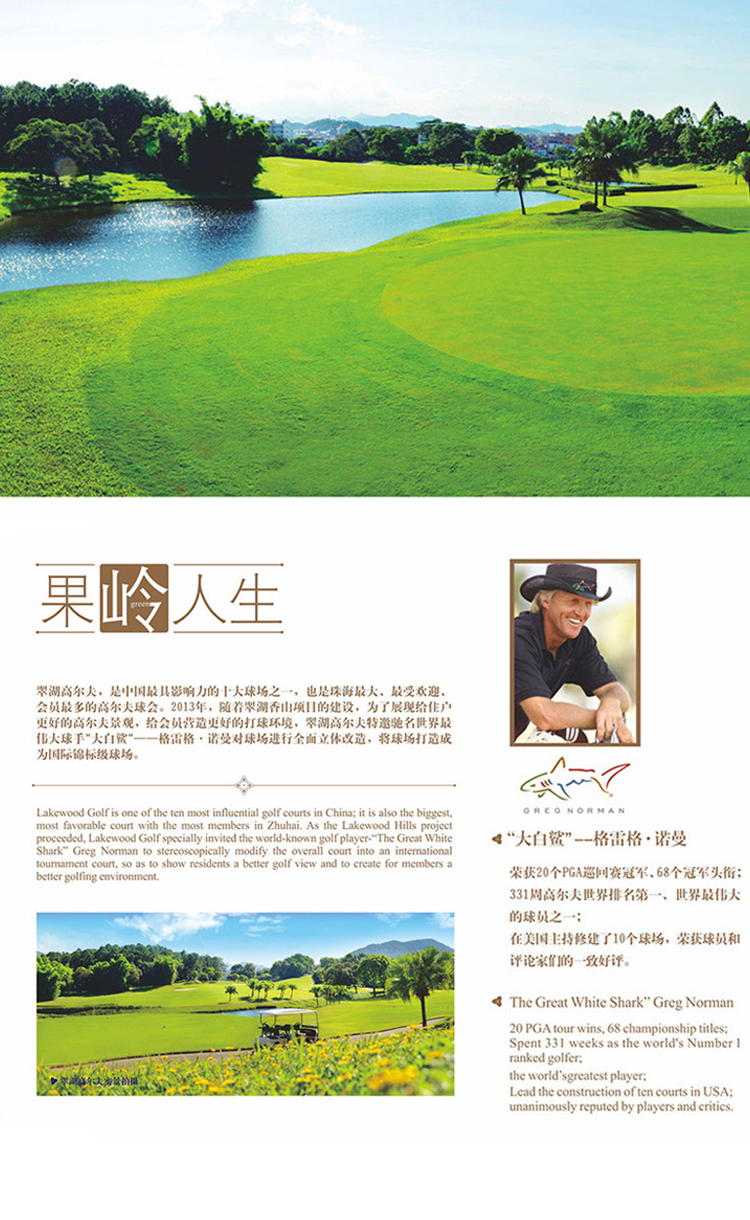 果岭人生
green
翠湖高尔夫，是中国最具影响力的十大球场之一，也是珠海最大、最受欢迎、
会员最多的高尔夫球会。2013年，随着翠湖香山项目的建设，为了展现给住户
更好的高尔夫景观，给会员营造更好的打球环境，翠湖高尔夫特邀驰名世界最
伟大球手"大白鲨"——格雷格·诺曼对球场进行全面立体改造，将球场打造成
为国际锦标级球场。
Lakewood Golf is one of the ten most influential golf courts in China; it is also the biggest,
most favorable court with the most members in Zhuhai. As the Lakewood Hills project
proceeded, Lakewood Golf specially invited the world-known golf player-“The Great White
Shark” Greg Norman to stereoscopically modify the overall court into an international
tournament court, so as to show residents a better golf view and to create for members a
better golfing environment.
翠湖高尔夫实景拍摄
GREG NORMAN
“大白鲨”--格雷格·诺曼
荣获20个PGA巡回赛冠军、68个冠军头衔；
331周高尔夫世界排名第一、世界最伟大
的球员之一；
在美国主持修建了10个球场，荣获球员和
评论家们的一致好评。
The Great White Shark” Greg Norman
20 PGA tour wins, 68 championship titles;
Spent 331 weeks as the world's Number 1
ranked golfer;
the world'sgreatest player;
Lead the construction of ten courts in USA;
unanimously reputed by players and critics.